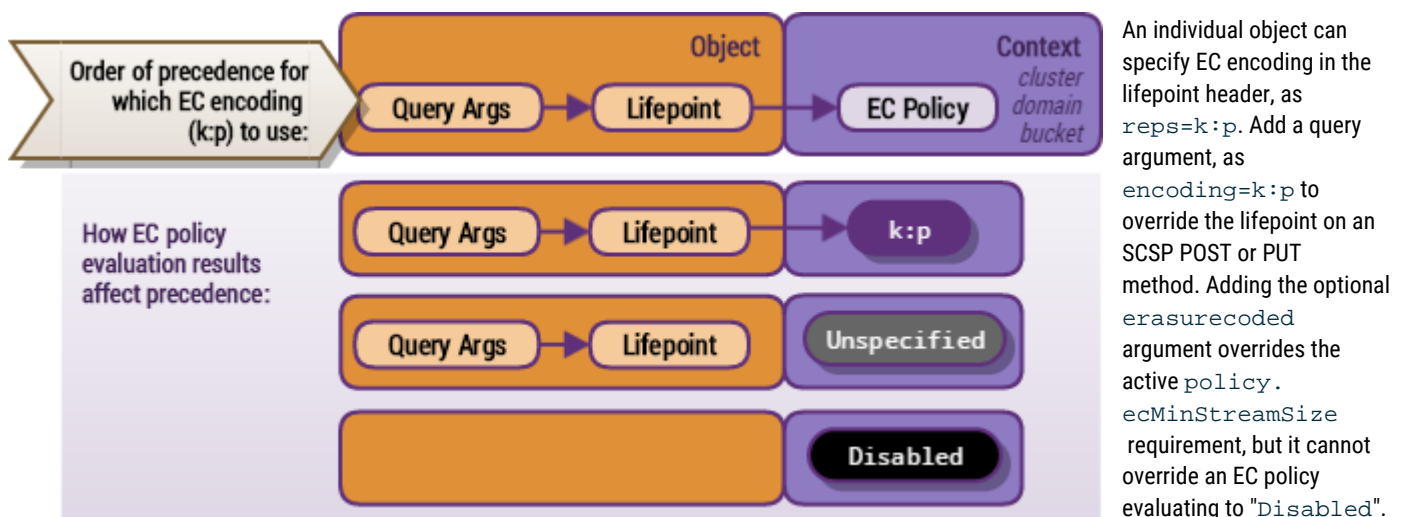 Order of precedence for
which EC encoding
(k:p) to use:
Object
Query Args
Lifepoint
Context
cluster
domain
bucket
EC Policy
How EC policy
evaluation results
affect precedence:
Query Args
Lifepoint
k:p
Query Args
Lifepoint
Unspecified
Disabled
An individual object can
specify EC encoding in the
lifepoint header, as
reps=k:p. Add a query
argument, as
encoding=k:p to
override the lifepoint on an
SCSP POST or PUT
method. Adding the optional
erasurecoded
argument overrides the
active policy.
ecMinStreamSize
requirement, but it cannot
override an EC policy
evaluating to "Disabled".